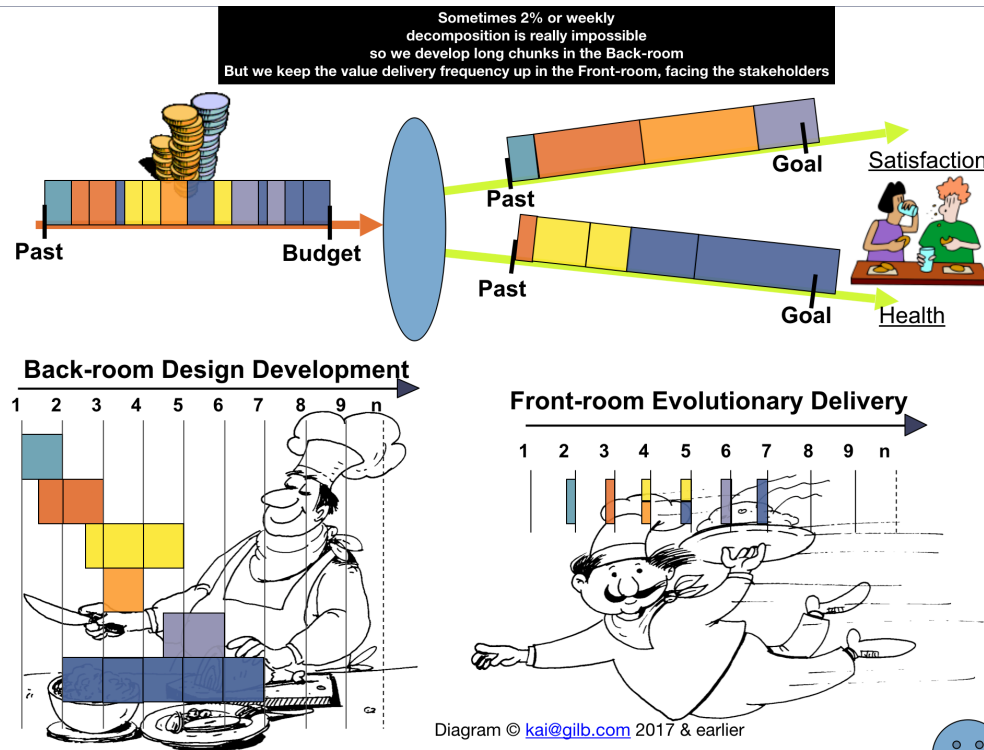 Sometimes 2% or weekly
decomposition is really impossible
so we develop long chunks in the Back-room
But we keep the value delivery frequency up in the Front-room, facing the stakeholders
Past
Budget
Past
Goal
Satisfaction
Past
Goal
Health
Back-room Design Development
1 2 3 4 5 6 7 8 9 n
Front-room Evolutionary Delivery
1 2 3 4 5 6 7 8 9 n
Diagram © kai@gilb.com 2017 & earlier